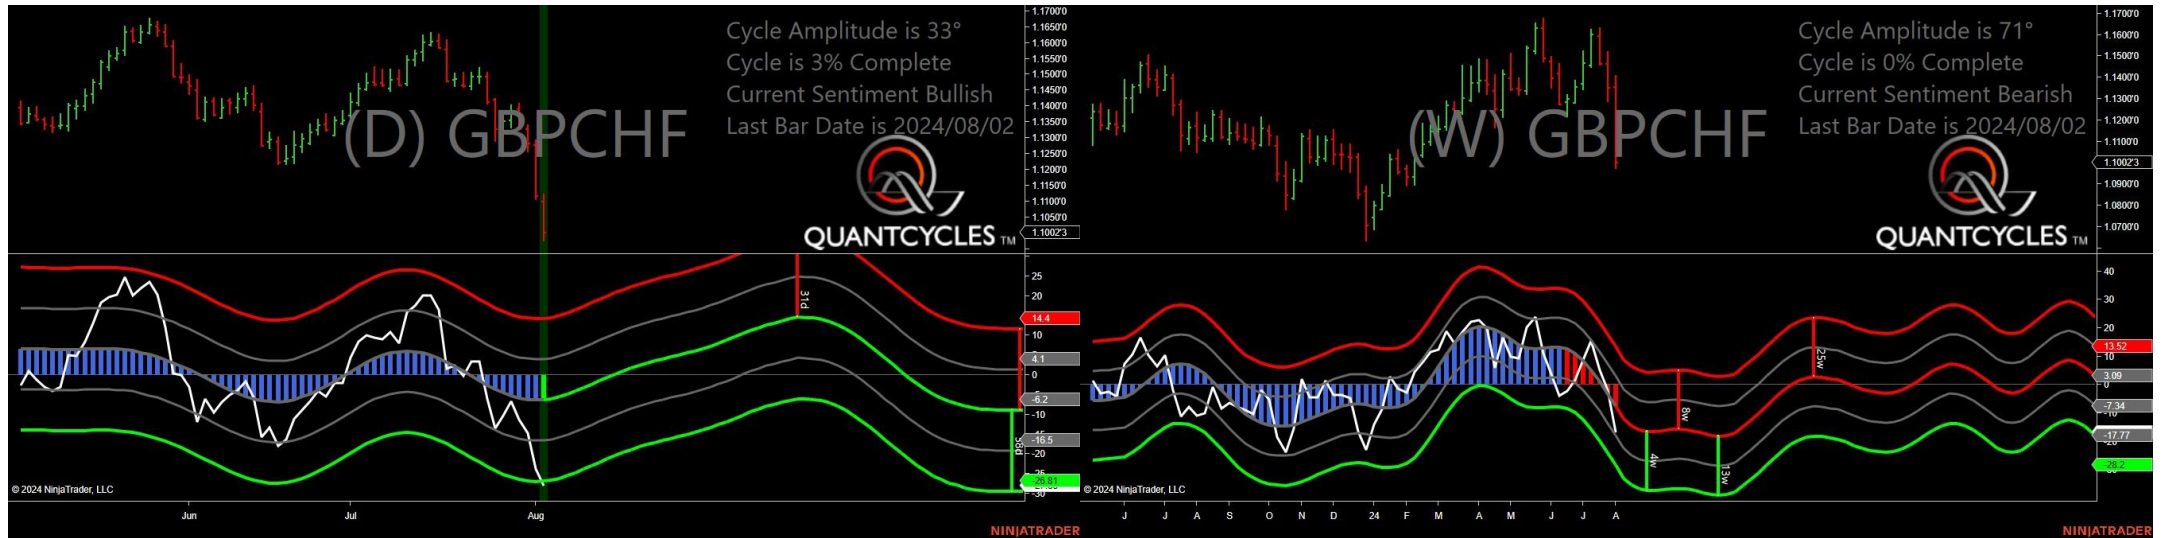 Cycle Amplitude is 33°
Cycle is 3% Complete
Current Sentiment Bullish
Last Bar Date is 2024/08/02
(D) GBPCHF
QUANTCYCLES TM
1.1700'0
1.1650'0
1.1600'0
1.1550'0
1.1500'0
1.1450'0
1.1400'0
1.1350'0
1.1300'0
1.1250'0
1.1200'0
1.1150'0
1.1100'0
1.1050'0
1.1002'3
31d
58d
25
20
14.4
10
4.1
0
-6.2
-10
-16.5
-20
-26.81
-30
© 2024 NinjaTrader, LLC
Jun
Jul
Aug
NINJATRADER
Cycle Amplitude is 71°
Cycle is 0% Complete
Current Sentiment Bearish
Last Bar Date is 2024/08/02
(W) GBPCHF
QUANTCYCLES TM
1.1700'0
1.1600'0
1.1500'0
1.1400'0
1.1300'0
1.1200'0
1.1100'0
1.1002'3
1.0900'0
1.0800'0
1.0700'0
25w
8w
4w
13w
40
30
20
13.52
10
3.09
0
-7.34
-17.77
-28.2
© 2024 NinjaTrader, LLC
J J A S O N D 24 F M A M J J A
NINJATRADER